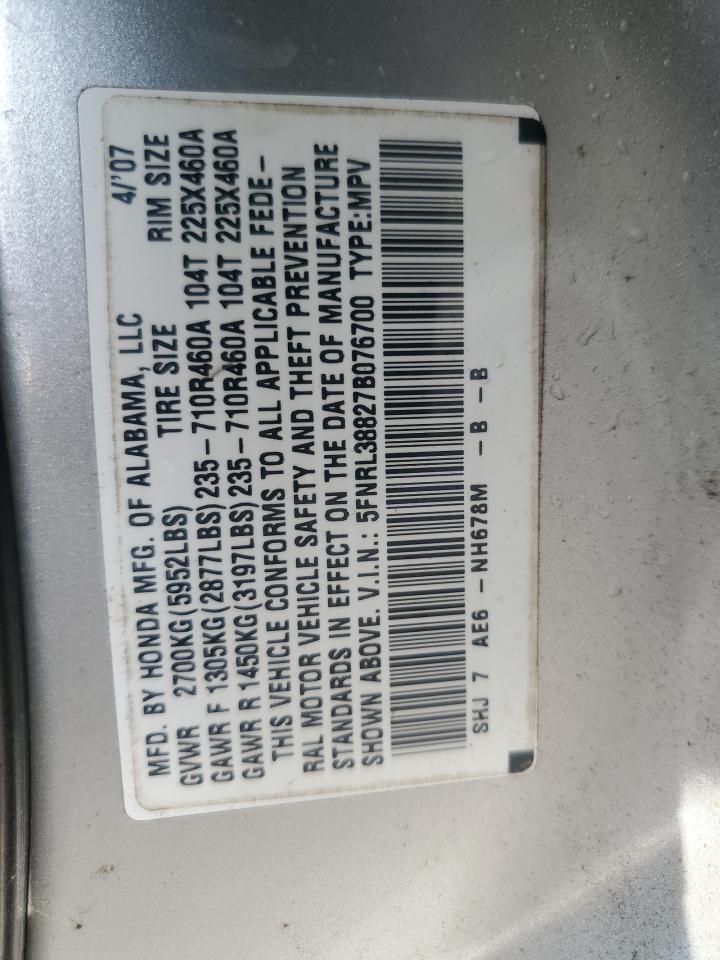 MFD. BY HONDA MFG. OF ALABAMA, LLC 4/'07
GVWR 2700KG(5952LBS) TIRE SIZE RIM SIZE
GAWR F 1305KG(2877LBS)235-710R460A 104T 225X460A
GAWR R 1450KG(3197LBS)235-710R460A 104T 225X460A
THIS VEHICLE CONFORMS TO ALL APPLICABLE FEDE-
RAL MOTOR VEHICLE SAFETY AND THEFT PREVENTION
STANDARDS IN EFFECT ON THE DATE OF MANUFACTURE
SHOWN ABOVE. V.I.N.: 5FNRL38827B076700 TYPE:MPV
SHJ 7 AE6 -NH678M -B -B